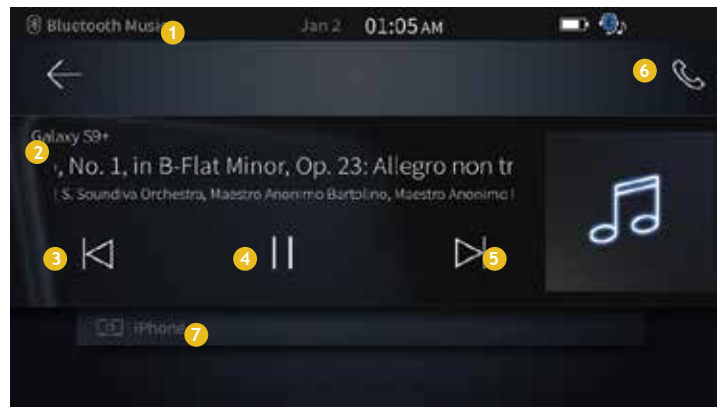 Bluetooth Music
1
Jan 2 01:05 AM
6
Galaxy S9+
2
, No. 1, in B-Flat Minor, Op. 23: Allegro non tr
S. Soundiva Orchestra, Maestro Anonimo Bartolino, Maestro Anonimo
3
4
5
iPhone
7